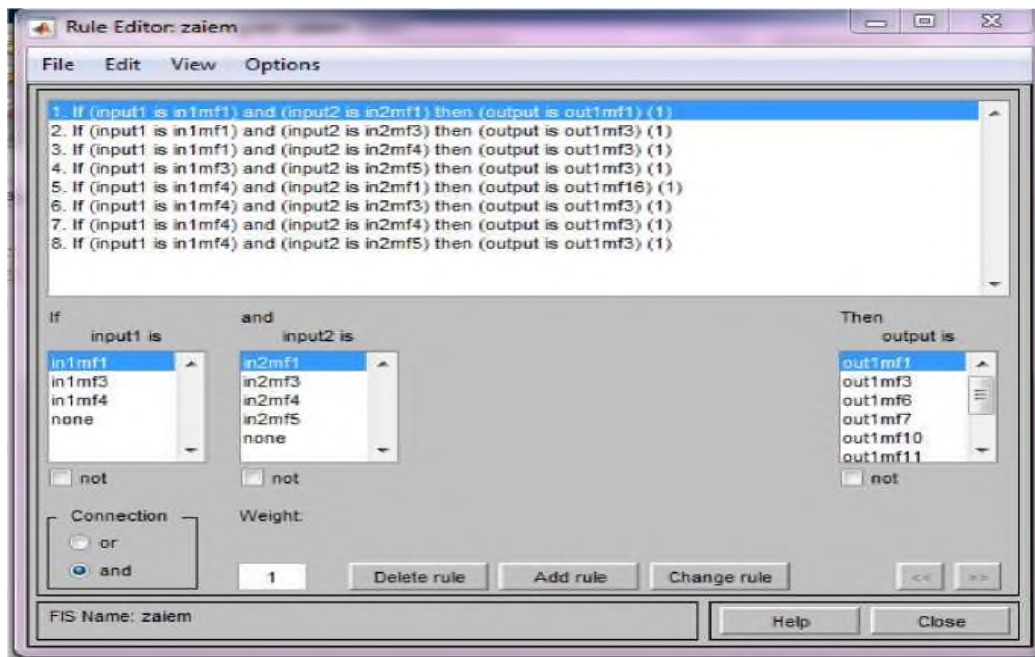 Rule Editor: zaiem
File Edit View Options
1. If (input1 is in1mf1) and (input2 is in2mf1) then (output is out1mf1) (1)
2. If (input1 is in1mf1) and (input2 is in2mf3) then (output is out1mf3) (1)
3. If (input1 is in1mf1) and (input2 is in2mf4) then (output is out1mf3) (1)
4. If (input1 is in1mf3) and (input2 is in2mf5) then (output is out1mf3) (1)
5. If (input1 is in1mf4) and (input2 is in2mf1) then (output is out1mf16) (1)
6. If (input1 is in1mf4) and (input2 is in2mf3) then (output is out1mf3) (1)
7. If (input1 is in1mf4) and (input2 is in2mf4) then (output is out1mf3) (1)
8. If (input1 is in1mf4) and (input2 is in2mf5) then (output is out1mf3) (1)
If and Then
input1 is input2 is output is
in1mf1 in2mf1 out1mf1
in1mf3 in2mf3 out1mf3
in1mf4 in2mf4 out1mf6
none in2mf5 out1mf7
none out1mf10
out1mf11
not not not
Connection Weight:
or
and 1 Delete rule Add rule Change rule << >>
FIS Name: zaiem Help Close